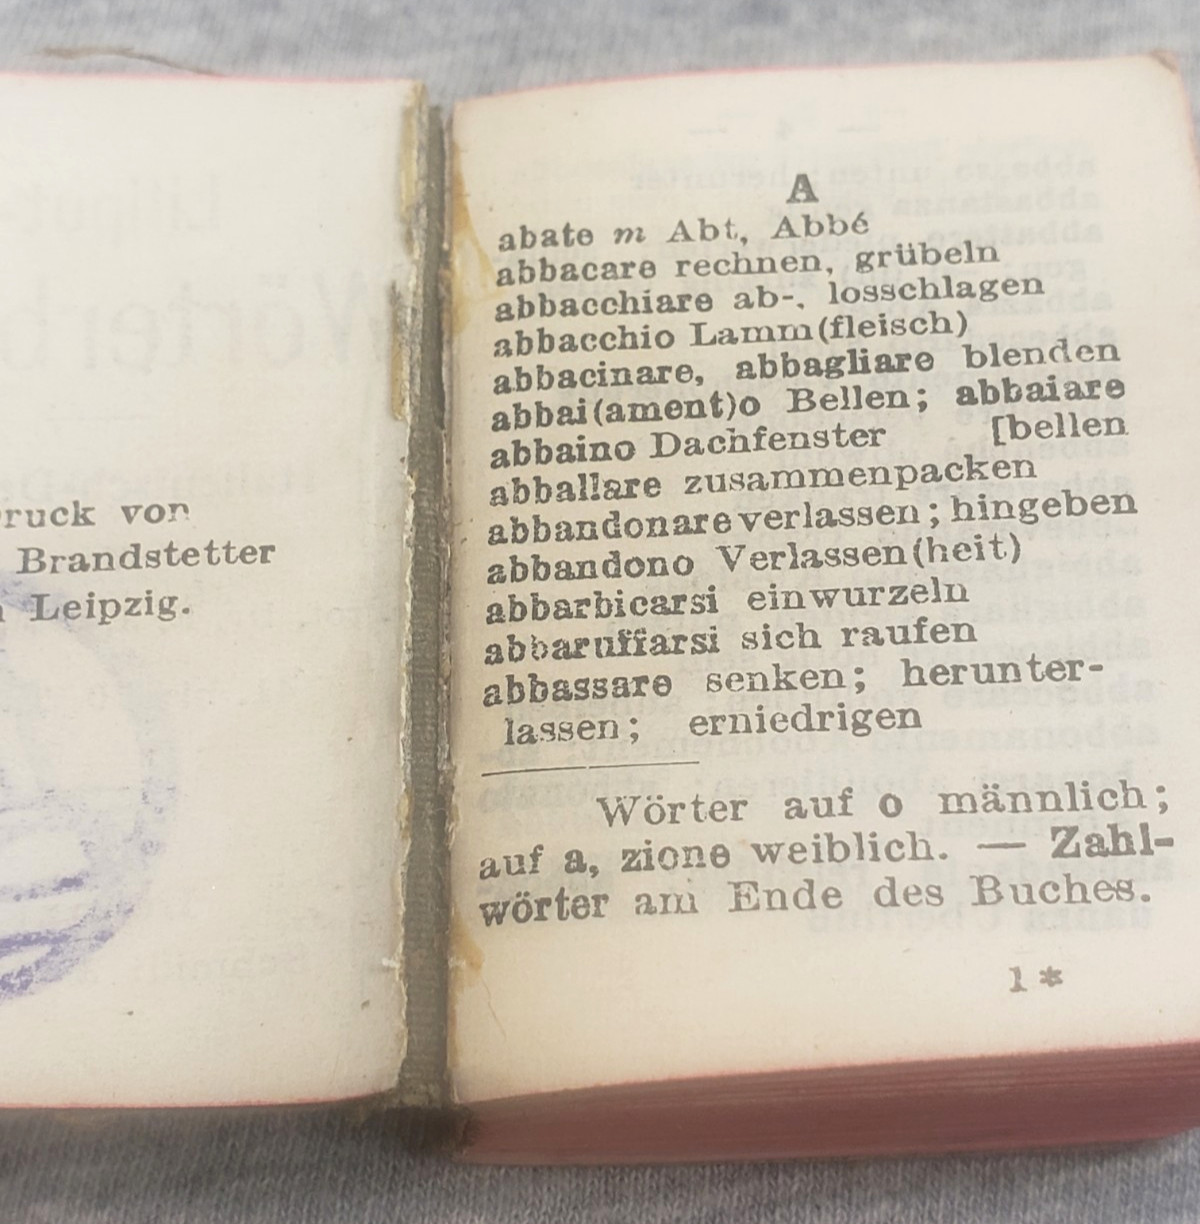 ruck von
Brandstetter
Leipzig.
A
abate m Abt, Abbé
abbacare rechnen, grübeln
abbacchiare ab-, losschlagen
abbacchio Lamm(fleisch)
abbacinare, abbagliare blenden
abbai(ament)o Bellen; abbaiare
abbaino Dachfenster [bellen
abballare zusammenpacken
abbandonare verlassen; hingeben
abbandono Verlassen(heit)
abbarbicarsi einwurzeln
abbaruffarsi sich raufen
abbassare senken; herunter-
lassen; erniedrigen
Wörter auf o männlich;
auf a, zione weiblich. — Zahl-
wörter am Ende des Buches.
1*